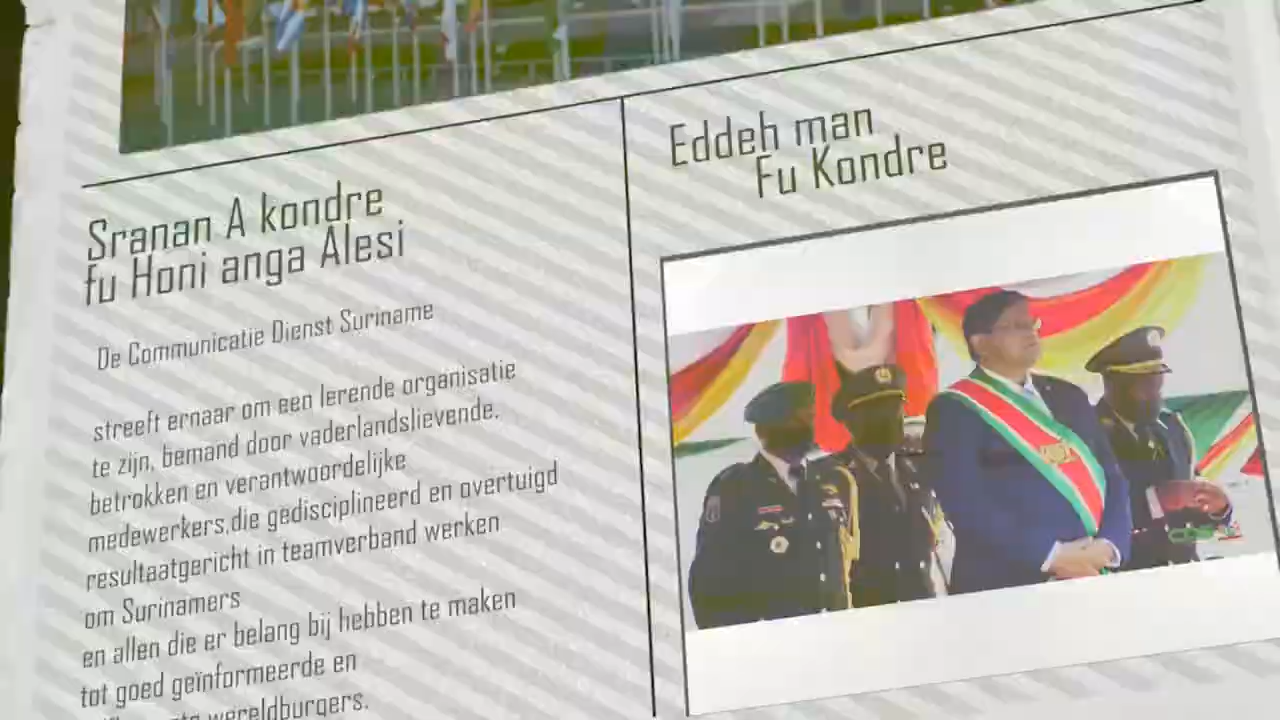 Sranan A kondre
fu Honi anga Alesi
De Communicatie Dienst Suriname
streeft ernaar om een lerende organisatie
te zijn, bemand door vaderlandslievende,
betrokken en verantwoordelijke
medewerkers,die gedisciplineerd en overtuigd
resultaatgericht in teamverband werken
om Surinamers
en allen die er belang bij hebben te maken
tot goed geïnformeerde en
wereldburgers.
Eddeh man
Fu Kondre